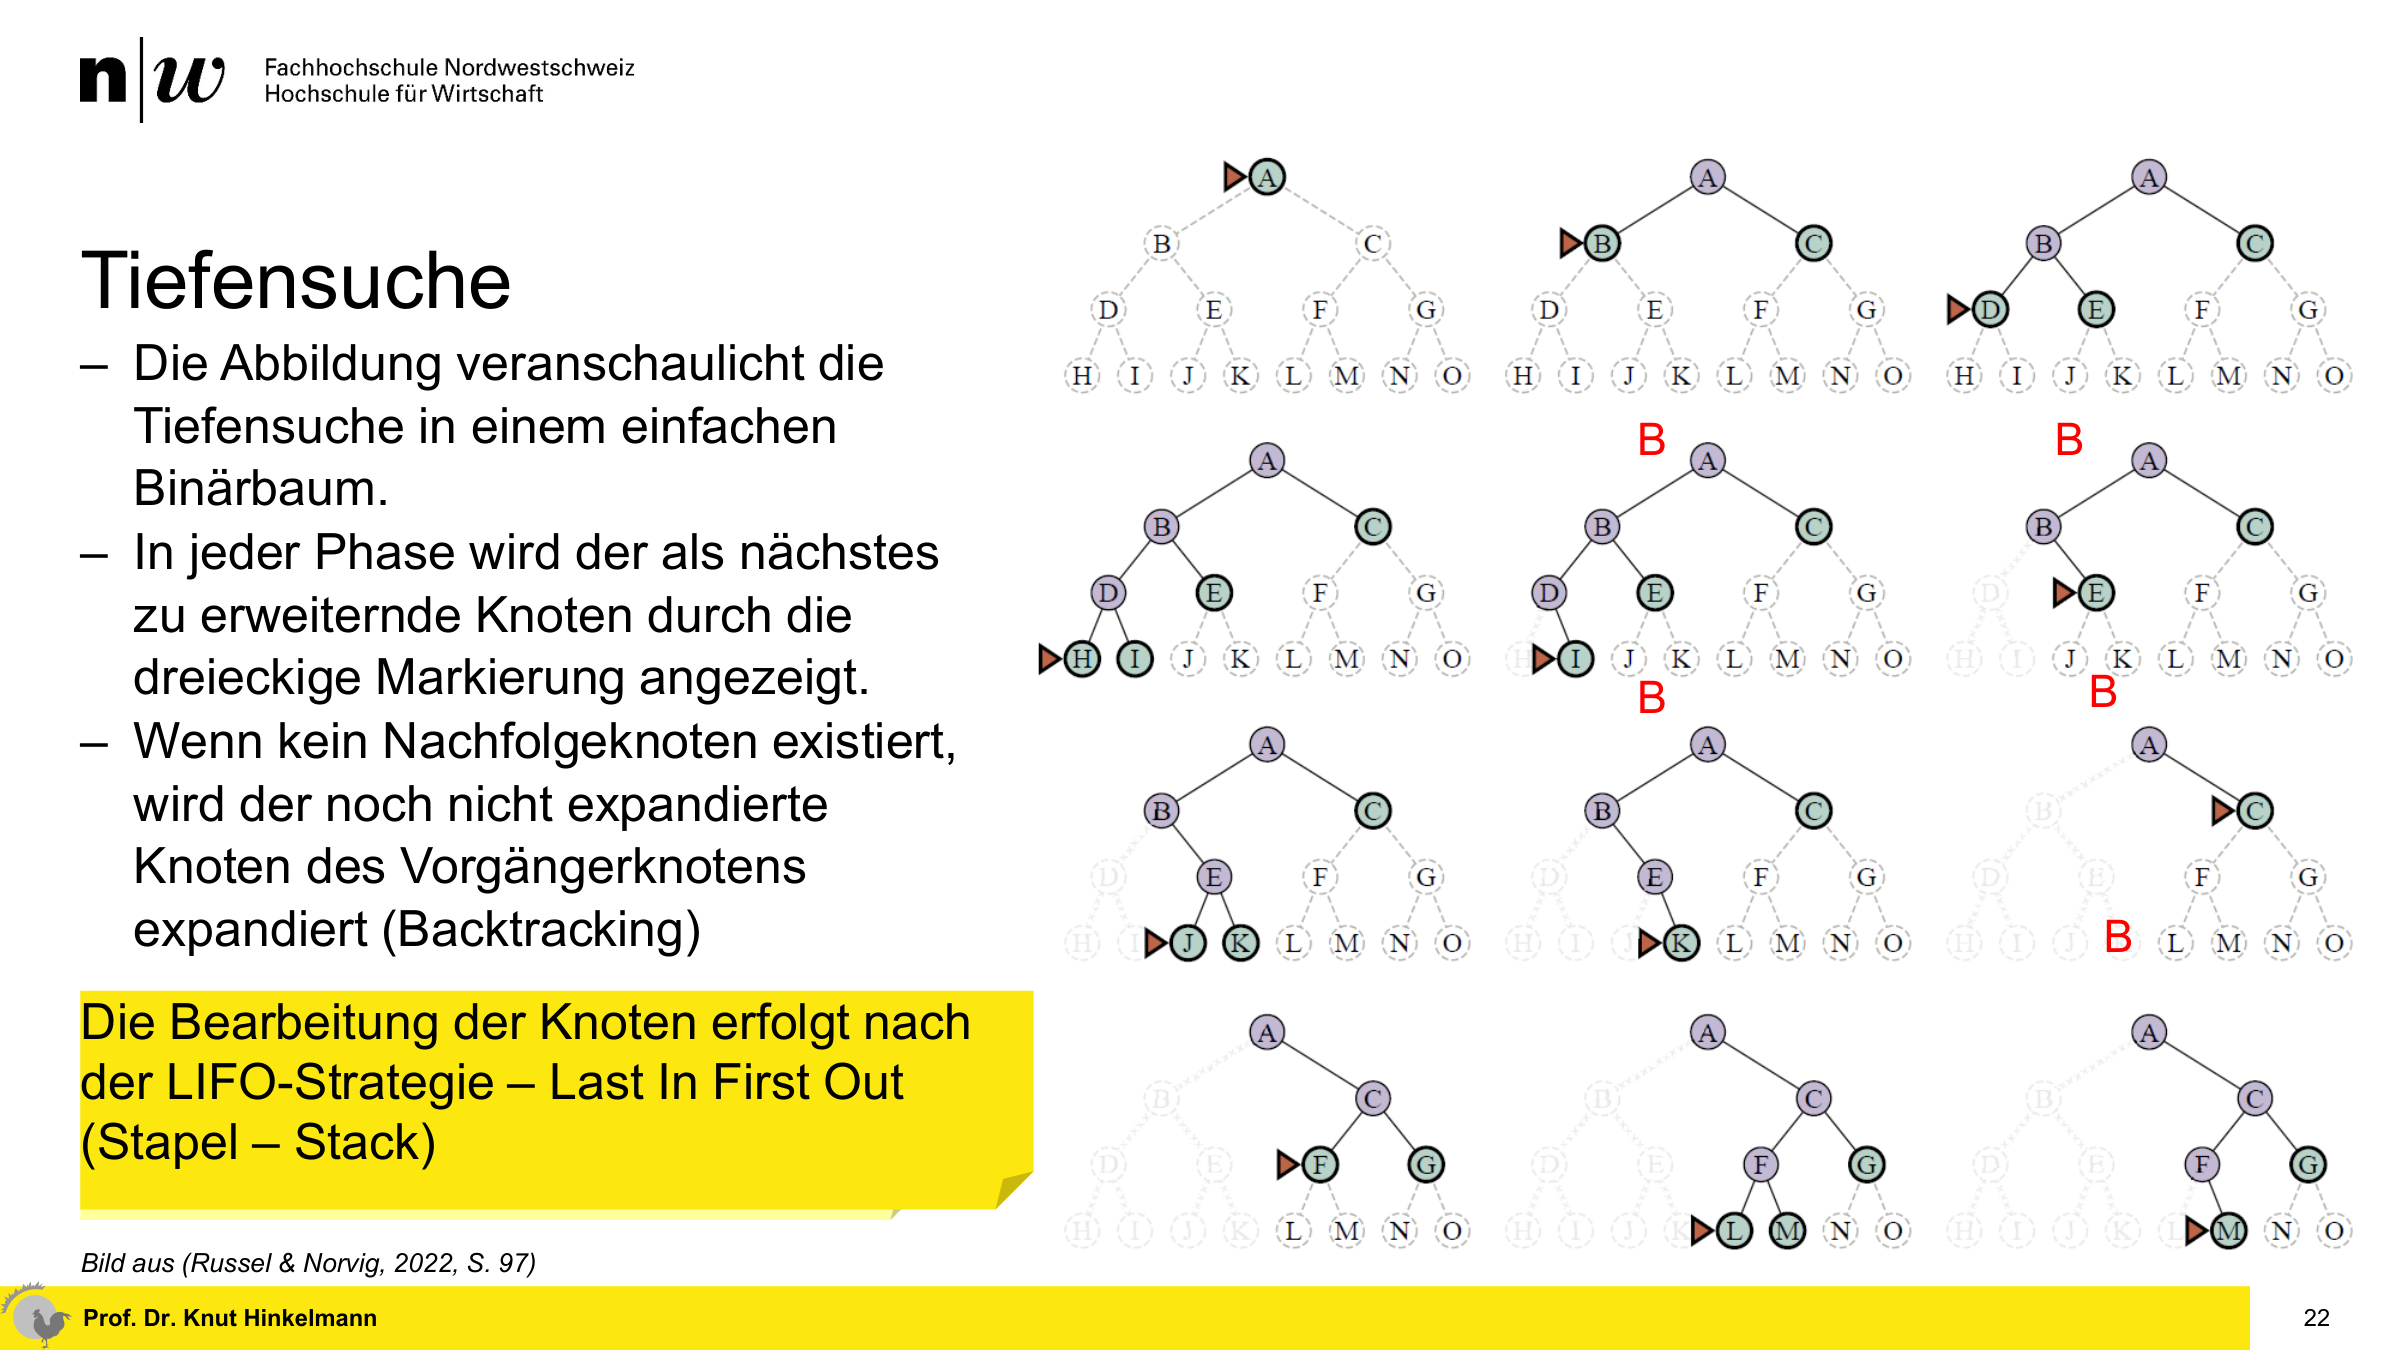 n|w Fachhochschule Nordwestschweiz
Hochschule für Wirtschaft
Tiefensuche
– Die Abbildung veranschaulicht die
Tiefensuche in einem einfachen
Binärbaum.
– In jeder Phase wird der als nächstes
zu erweiternde Knoten durch die
dreieckige Markierung angezeigt.
– Wenn kein Nachfolgeknoten existiert,
wird der noch nicht expandierte
Knoten des Vorgängerknotens
expandiert (Backtracking)
Die Bearbeitung der Knoten erfolgt nach
der LIFO-Strategie – Last In First Out
(Stapel – Stack)
Bild aus (Russel & Norvig, 2022, S. 97)
A A A
B C B C B C
D E F G D E F G D E F G
H I J K L M N O H I J K L M N O H I J K L M N O
B B
A A A
B C B C B C
D E F G D E F G D E F G
H I J K L M N O H I J K L M N O H I J K L M N O
B B
A A A
B C B C B C
D E F G D E F G D E F G
H I J K L M N O H I J K L M N O H I J B L M N O
A A A
B C B C B C
D E F G D E F G D E F G
H I J K L M N O H I J K L M N O H I J K L M N O
Prof. Dr. Knut Hinkelmann
22